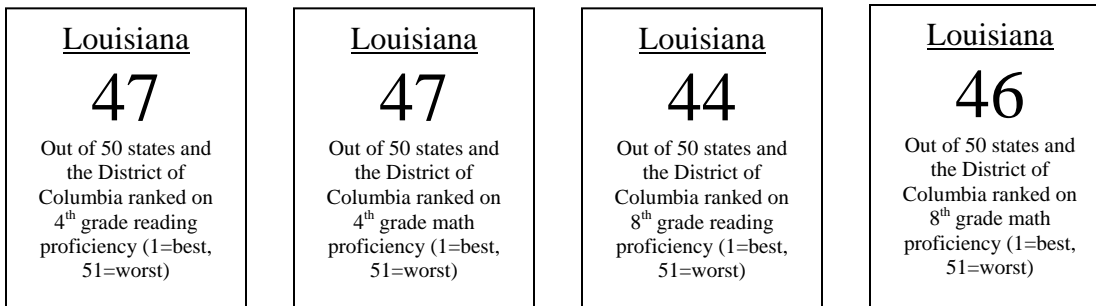 Louisiana
47
Out of 50 states and
the District of
Columbia ranked on
4th grade reading
proficiency (1=best,
51=worst)
Louisiana
47
Out of 50 states and
the District of
Columbia ranked on
4th grade math
proficiency (1=best,
51=worst)
Louisiana
44
Out of 50 states and
the District of
Columbia ranked on
8th grade reading
proficiency (1=best,
51=worst)
Louisiana
46
Out of 50 states and
the District of
Columbia ranked on
8th grade math
proficiency (1=best,
51=worst)